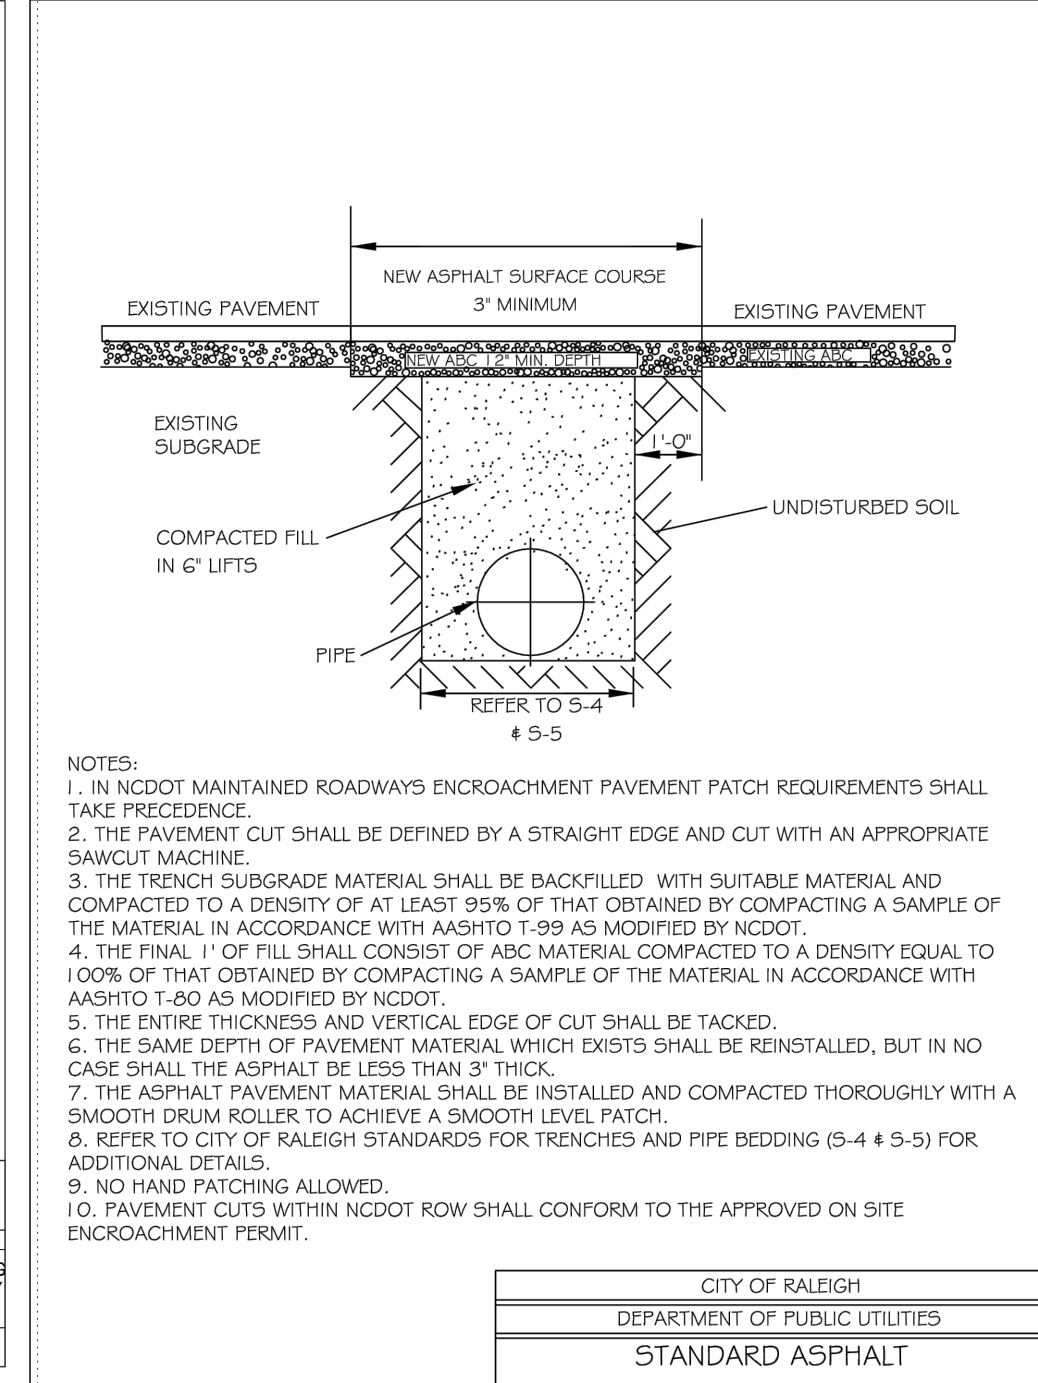 NEW ASPHALT SURFACE COURSE
3" MINIMUM
EXISTING PAVEMENT
EXISTING PAVEMENT
NEW ABC 12" MIN. DEPTH
EXISTING ABC
EXISTING
SUBGRADE
1'-0"
UNDISTURBED SOIL
COMPACTED FILL
IN 6" LIFTS
PIPE
REFER TO S-4
& S-5
NOTES:
1. IN NCDOT MAINTAINED ROADWAYS ENCROACHMENT PAVEMENT PATCH REQUIREMENTS SHALL
TAKE PRECEDENCE.
2. THE PAVEMENT CUT SHALL BE DEFINED BY A STRAIGHT EDGE AND CUT WITH AN APPROPRIATE
SAWCUT MACHINE.
3. THE TRENCH SUBGRADE MATERIAL SHALL BE BACKFILLED WITH SUITABLE MATERIAL AND
COMPACTED TO A DENSITY OF AT LEAST 95% OF THAT OBTAINED BY COMPACTING A SAMPLE OF
THE MATERIAL IN ACCORDANCE WITH AASHTO T-99 AS MODIFIED BY NCDOT.
4. THE FINAL 1' OF FILL SHALL CONSIST OF ABC MATERIAL COMPACTED TO A DENSITY EQUAL TO
100% OF THAT OBTAINED BY COMPACTING A SAMPLE OF THE MATERIAL IN ACCORDANCE WITH
AASHTO T-80 AS MODIFIED BY NCDOT.
5. THE ENTIRE THICKNESS AND VERTICAL EDGE OF CUT SHALL BE TACKED.
6. THE SAME DEPTH OF PAVEMENT MATERIAL WHICH EXISTS SHALL BE REINSTALLED, BUT IN NO
CASE SHALL THE ASPHALT BE LESS THAN 3" THICK.
7. THE ASPHALT PAVEMENT MATERIAL SHALL BE INSTALLED AND COMPACTED THOROUGHLY WITH A
SMOOTH DRUM ROLLER TO ACHIEVE A SMOOTH LEVEL PATCH.
8. REFER TO CITY OF RALEIGH STANDARDS FOR TRENCHES AND PIPE BEDDING (S-4 & S-5) FOR
ADDITIONAL DETAILS.
9. NO HAND PATCHING ALLOWED.
10. PAVEMENT CUTS WITHIN NCDOT ROW SHALL CONFORM TO THE APPROVED ON SITE
ENCROACHMENT PERMIT.
CITY OF RALEIGH
DEPARTMENT OF PUBLIC UTILITIES
STANDARD ASPHALT